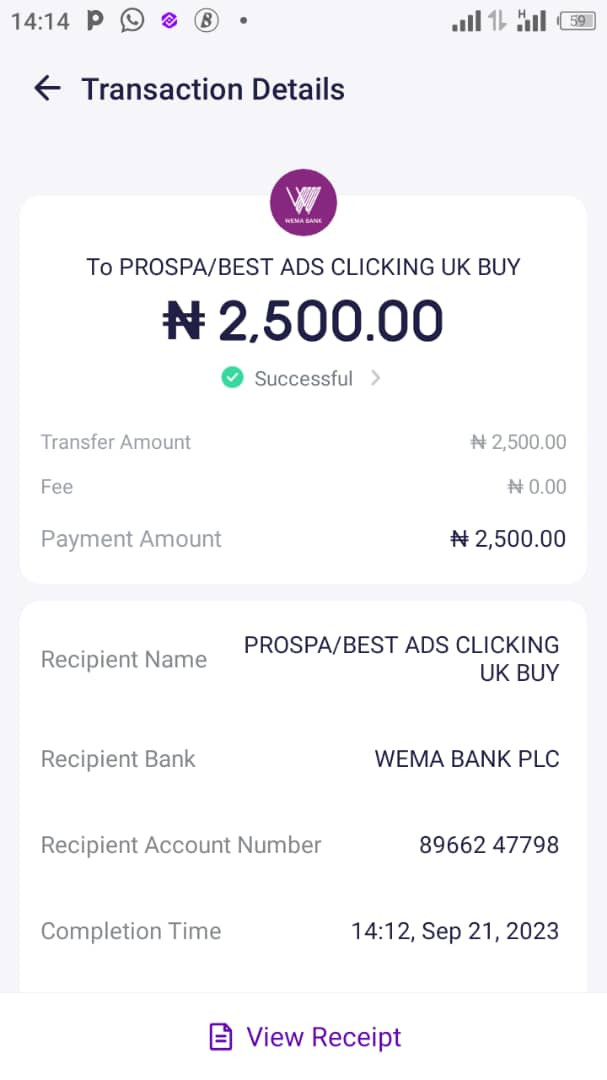 14:14
H
59
Transaction Details
WEMA BANK
To PROSPA/BEST ADS CLICKING UK BUY
₦ 2,500.00
Successful
Transfer Amount ₦ 2,500.00
Fee ₦ 0.00
Payment Amount ₦ 2,500.00
Recipient Name PROSPA/BEST ADS CLICKING
UK BUY
Recipient Bank WEMA BANK PLC
Recipient Account Number 89662 47798
Completion Time 14:12, Sep 21, 2023
View Receipt